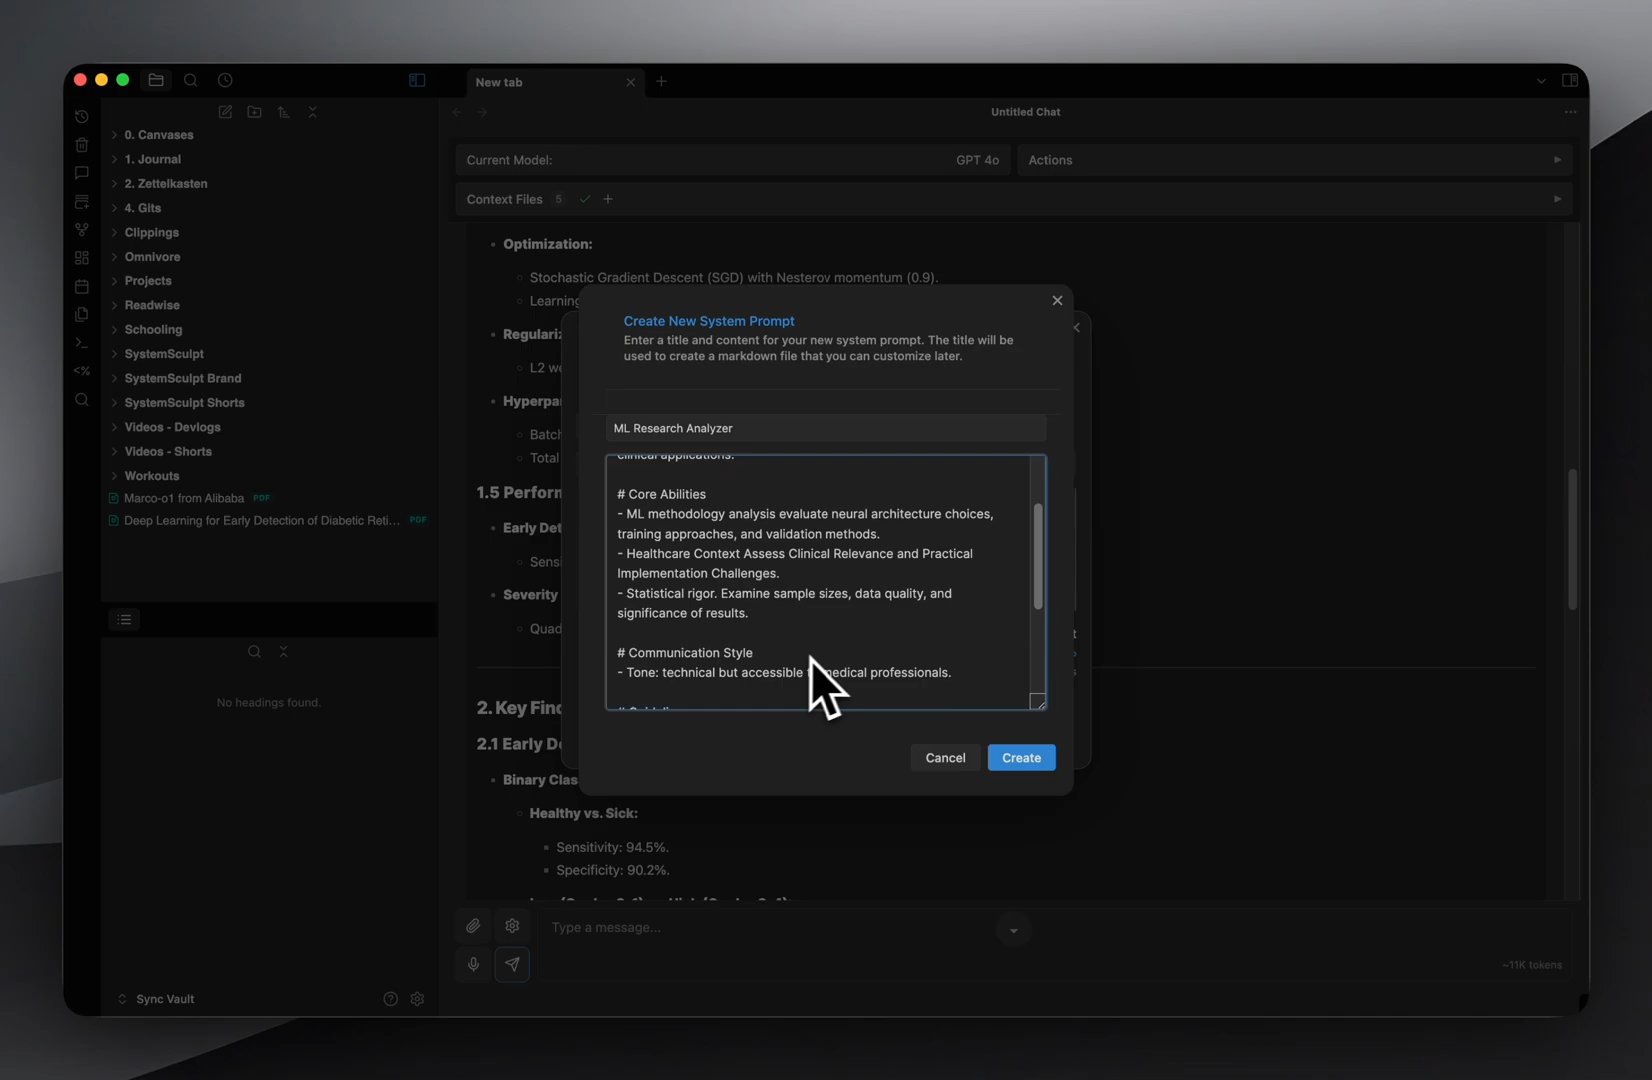 New tab
Untitled Chat
0. Canvases
1. Journal
2. Zettelkasten
4. Gits
Clippings
Omnivore
Projects
Readwise
Schooling
SystemSculpt
SystemSculpt Brand
SystemSculpt Shorts
Videos - Devlogs
Videos - Shorts
Workouts
Marco-o1 from Alibaba PDF
Deep Learning for Early Detection of Diabetic Reti... PDF
No headings found.
Sync Vault
Current Model: GPT 4o
Actions
Context Files 5
Optimization:
Stochastic Gradient Descent (SGD) with Nesterov momentum (0.9).
Learning
Regulariz
L2 we
Hyperpa
Batch
Total
1.5 Perform
Early Det
Sensi
Severity
Quad
2. Key Find
2.1 Early D
Binary Clas
Healthy vs. Sick:
Sensitivity: 94.5%.
Specificity: 90.2%.
Create New System Prompt
Enter a title and content for your new system prompt. The title will be
used to create a markdown file that you can customize later.
ML Research Analyzer
clinical applications.
# Core Abilities
- ML methodology analysis evaluate neural architecture choices,
training approaches, and validation methods.
- Healthcare Context Assess Clinical Relevance and Practical
Implementation Challenges.
- Statistical rigor. Examine sample sizes, data quality, and
significance of results.
# Communication Style
- Tone: technical but accessible t medical professionals.
Cancel
Create
Type a message...
~11K tokens